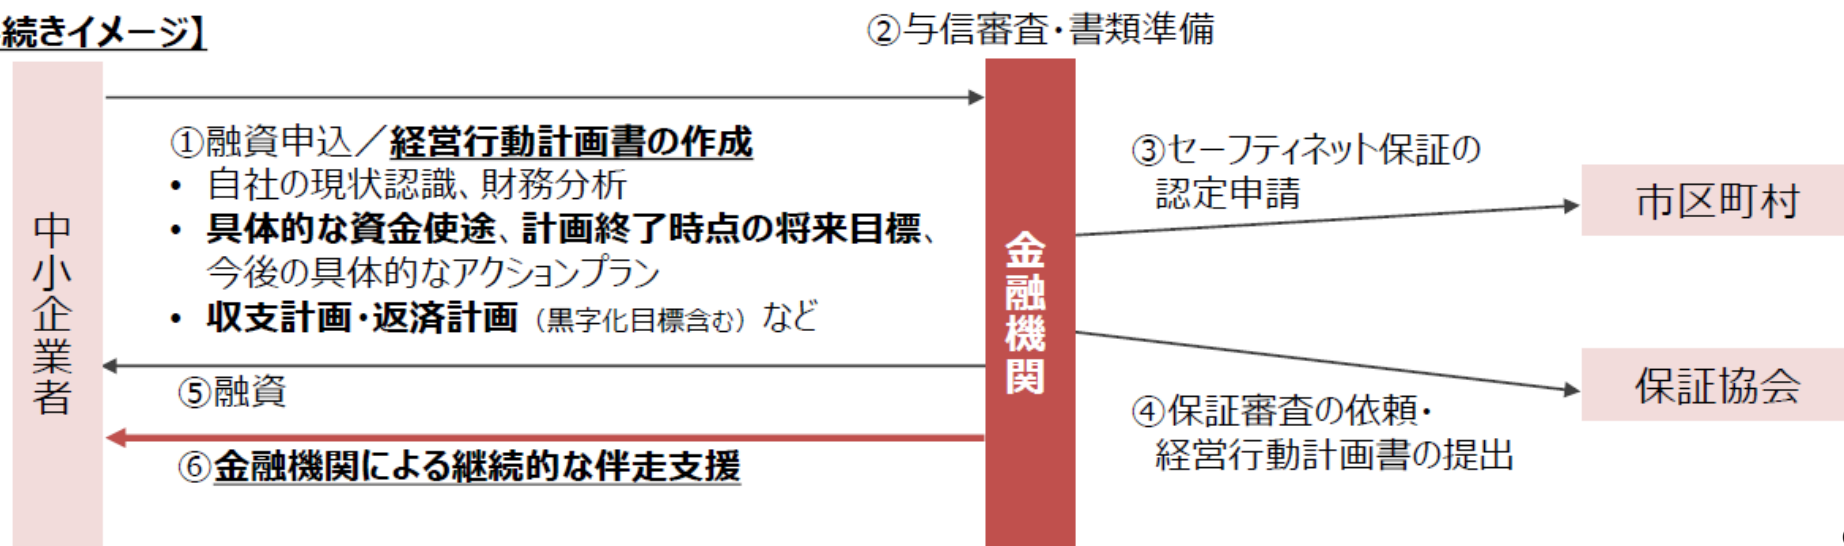 続きイメージ】
②与信審査・書類準備
①融資申込／経営行動計画書の作成
• 自社の現状認識、財務分析
• 具体的な資金使途、計画終了時点の将来目標、
今後の具体的なアクションプラン
• 収支計画・返済計画（黒字化目標含む）など
中小企業者
⑤融資
⑥金融機関による継続的な伴走支援
金融機関
③セーフティネット保証の
認定申請
市区町村
保証協会
④保証審査の依頼・
経営行動計画書の提出